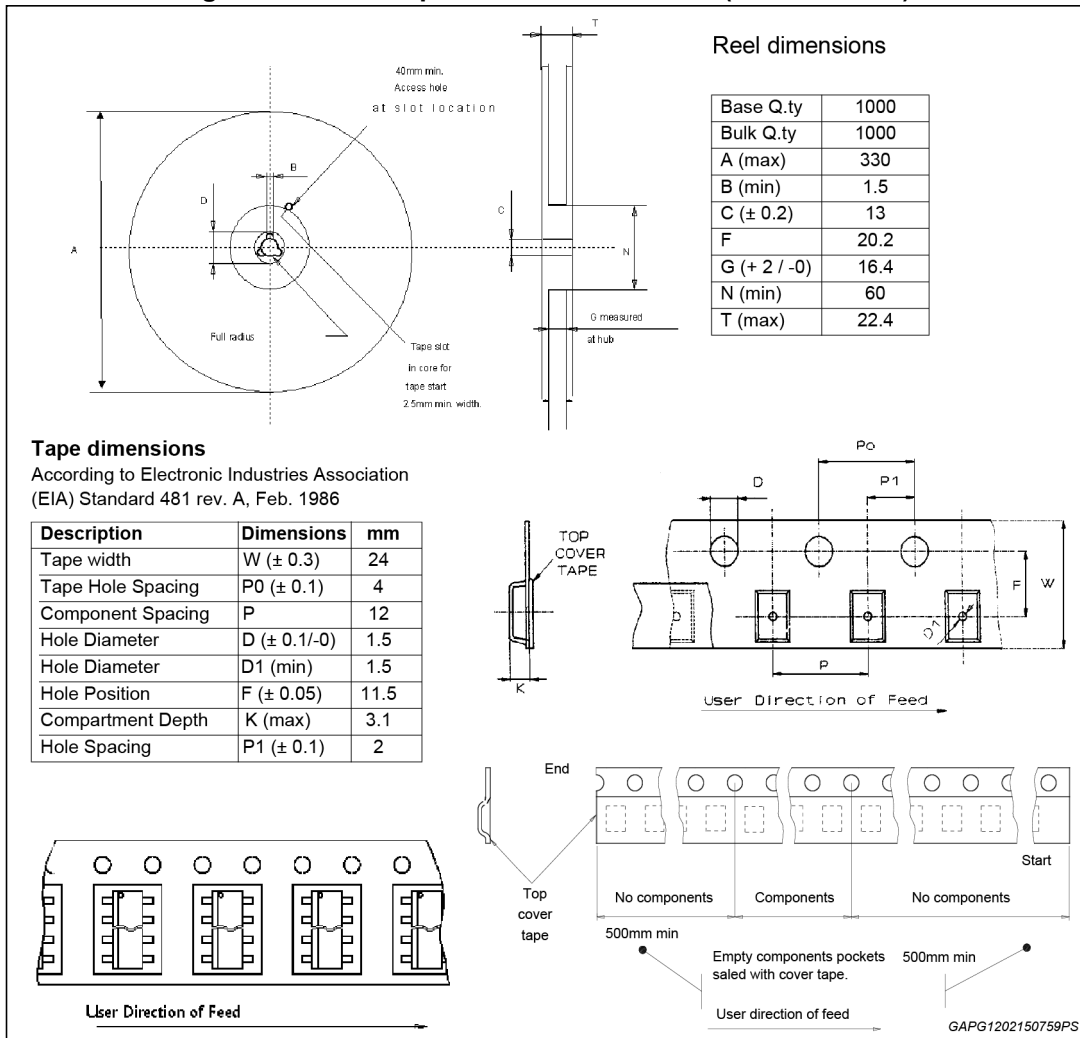 T
40mm min.
Access hole
at slot location
B
D
A
C
N
Full radius
Tape slot
in core for
tape start
2.5mm min. width.
G measured
at hub
Reel dimensions
Base Q.ty 1000
Bulk Q.ty 1000
A (max) 330
B (min) 1.5
C (± 0.2) 13
F 20.2
G (+ 2 / -0) 16.4
N (min) 60
T (max) 22.4
Tape dimensions
According to Electronic Industries Association
(EIA) Standard 481 rev. A, Feb. 1986
Description Dimensions mm
Tape width W (± 0.3) 24
Tape Hole Spacing P0 (± 0.1) 4
Component Spacing P 12
Hole Diameter D (± 0.1/-0) 1.5
Hole Diameter D1 (min) 1.5
Hole Position F (± 0.05) 11.5
Compartment Depth K (max) 3.1
Hole Spacing P1 (± 0.1) 2
TOP
COVER
TAPE
K
Po
D
P1
F
W
D1
P
User Direction of Feed
End
Start
Top
cover
tape
No components
Components
No components
500mm min
Empty components pockets
saled with cover tape.
500mm min
User direction of feed
User Direction of Feed
GAPG1202150759PS